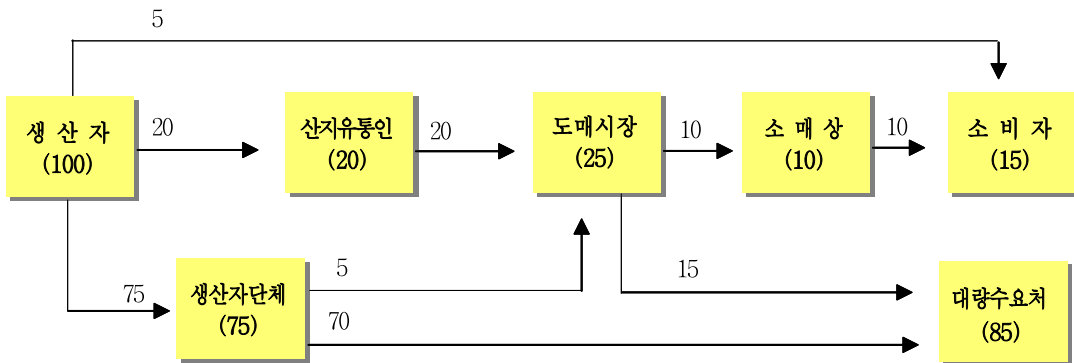 5
생 산 자
(100)
20
산지유통인
(20)
20
도매시장
(25)
10
소 매 상
(10)
10
소 비 자
(15)
75
생산자단체
(75)
5
70
15
대량수요처
(85)